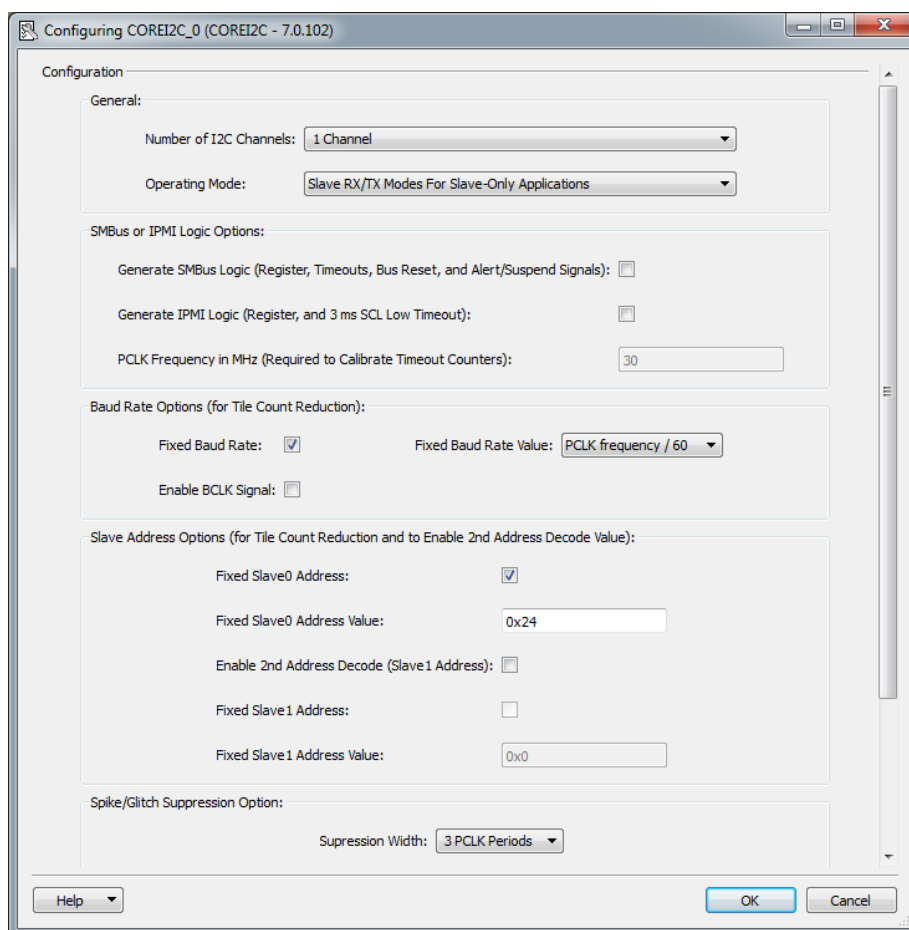 Configuring COREI2C_0 (COREI2C - 7.0.102)
Configuration
General:
Number of I2C Channels: 1 Channel
Operating Mode: Slave RX/TX Modes For Slave-Only Applications
SMBus or IPMI Logic Options:
Generate SMBus Logic (Register, Timeouts, Bus Reset, and Alert/Suspend Signals):
Generate IPMI Logic (Register, and 3 ms SCL Low Timeout):
PCLK Frequency in MHz (Required to Calibrate Timeout Counters): 30
Baud Rate Options (for Tile Count Reduction):
Fixed Baud Rate: Fixed Baud Rate Value: PCLK frequency / 60
Enable BCLK Signal:
Slave Address Options (for Tile Count Reduction and to Enable 2nd Address Decode Value):
Fixed Slave0 Address:
Fixed Slave0 Address Value: 0x24
Enable 2nd Address Decode (Slave1 Address):
Fixed Slave1 Address:
Fixed Slave1 Address Value: 0x0
Spike/Glitch Suppression Option:
Supression Width: 3 PCLK Periods
Help OK Cancel